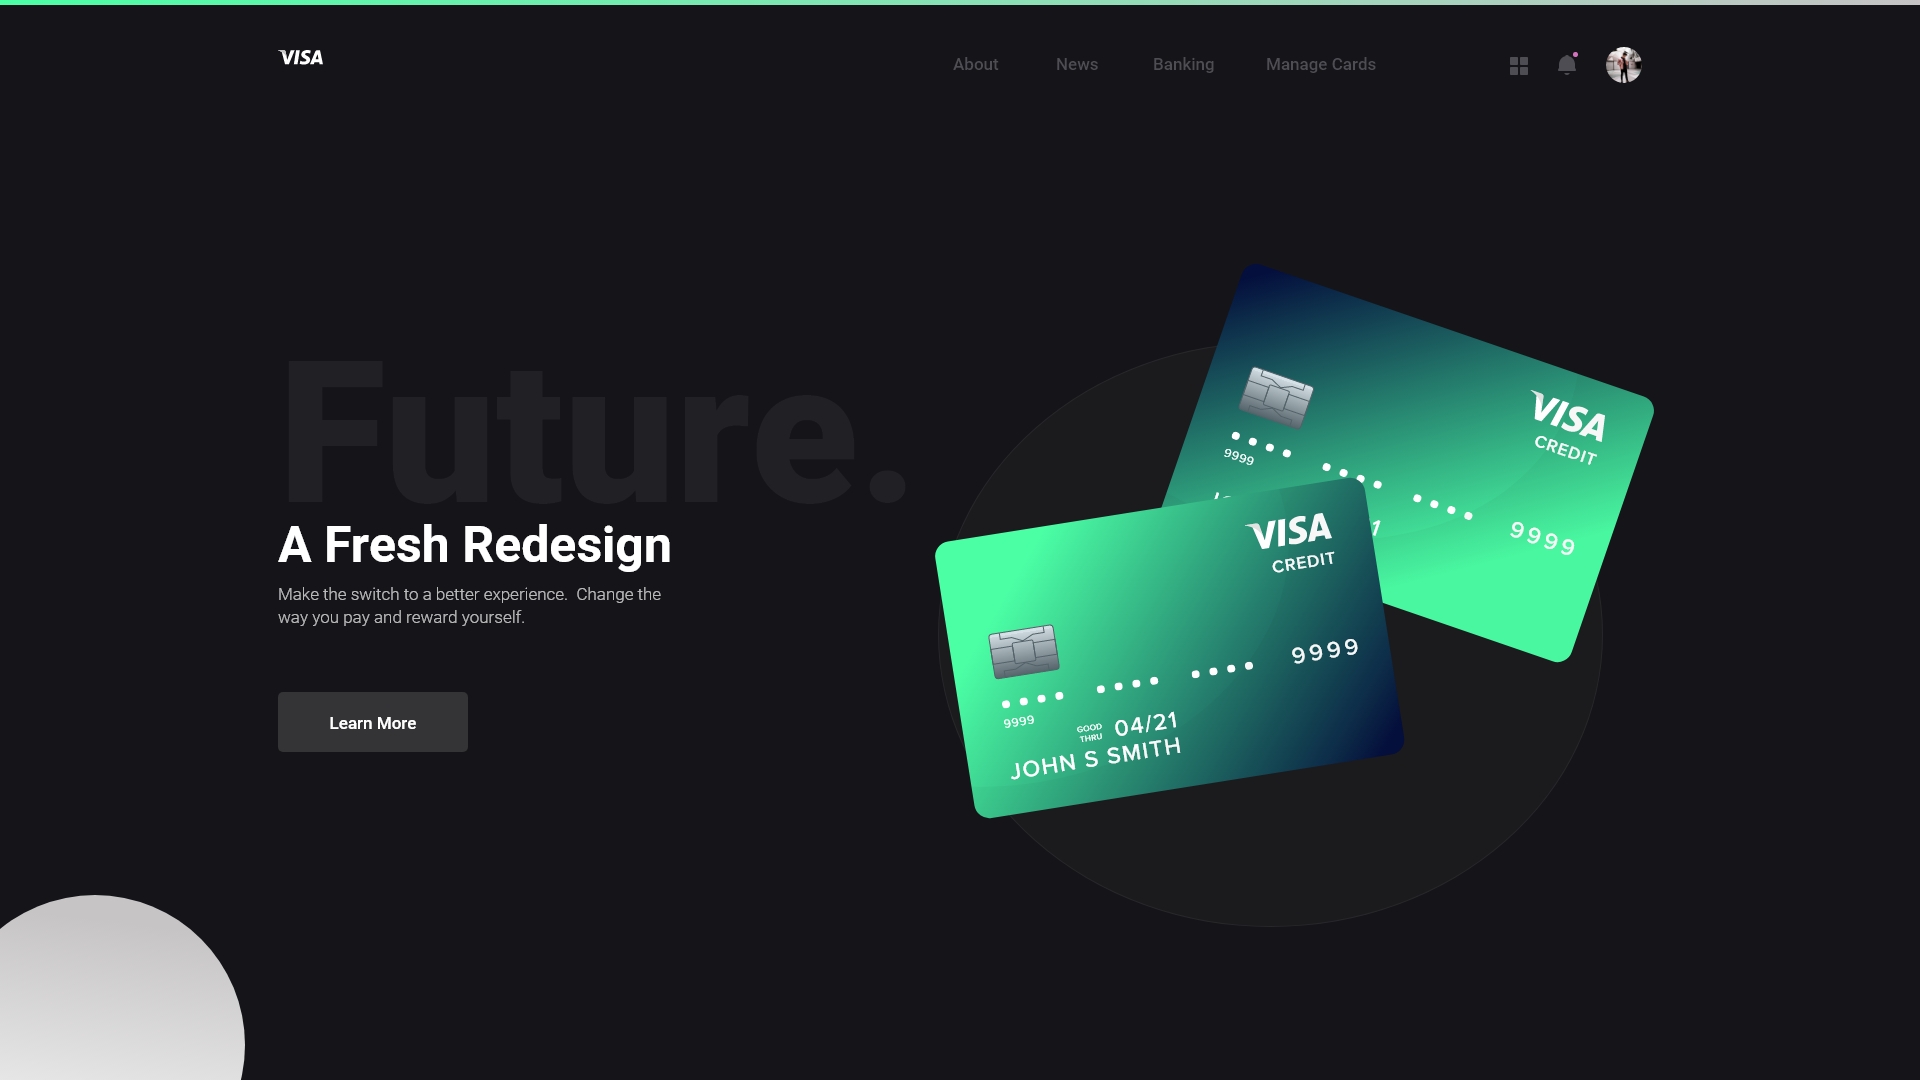 VISA
About
News
Banking
Manage Cards
Future.
A Fresh Redesign
Make the switch to a better experience. Change the
way you pay and reward yourself.
Learn More
VISA
CREDIT
9999
9999
VISA
CREDIT
9999
9999
GOOD
THRU
04/21
JOHN S SMITH